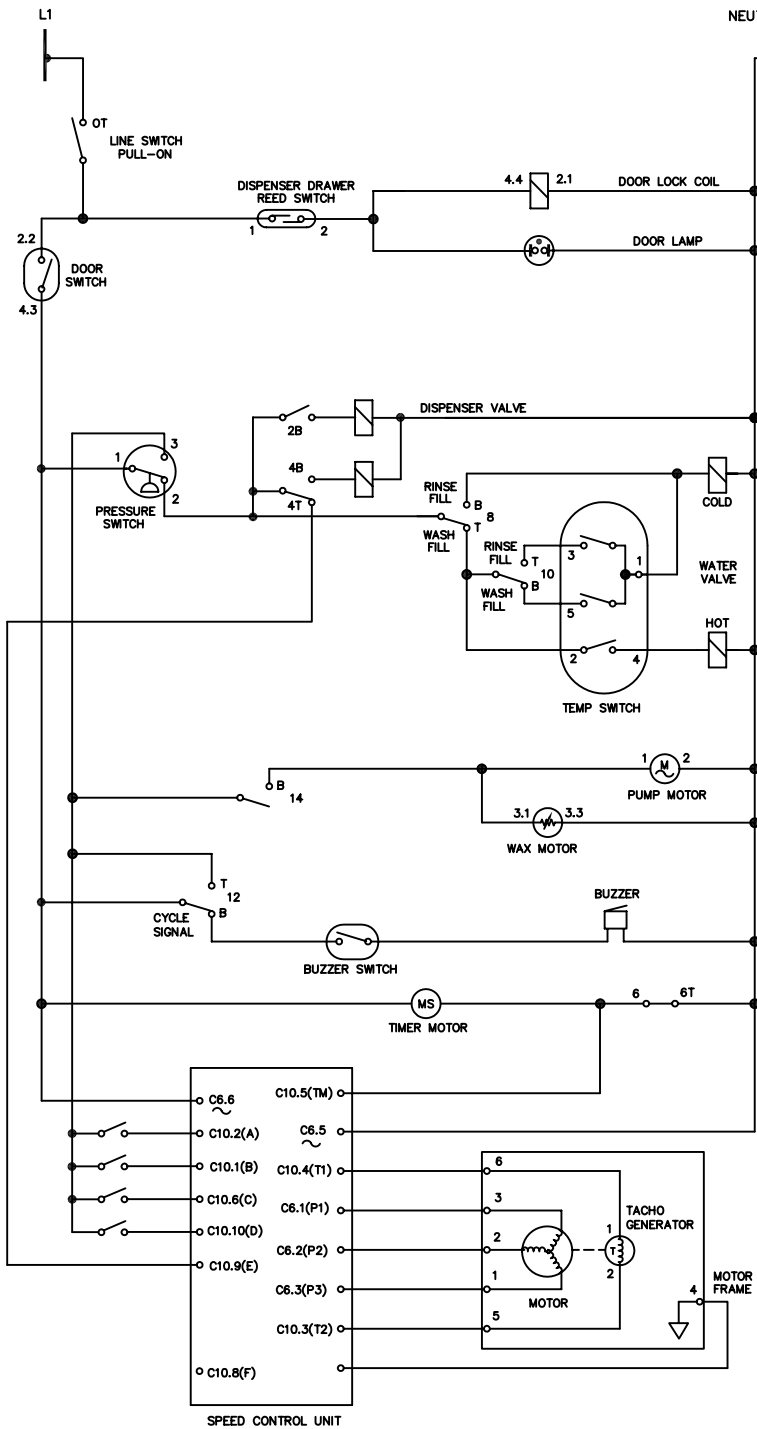 L1
NEU
OT
LINE SWITCH
PULL-ON
DISPENSER DRAWER
REED SWITCH
1
2
4.4
2.1
DOOR LOCK COIL
DOOR LAMP
2.2
DOOR
SWITCH
4.3
DISPENSER VALVE
2B
3
1
2
PRESSURE
SWITCH
4B
4T
RINSE
FILL
B
8
T
WASH
FILL
COLD
RINSE
FILL
T
10
B
WASH
FILL
3
1
5
2
4
WATER
VALVE
HOT
TEMP SWITCH
B
14
1
M
2
PUMP MOTOR
3.1
3.3
WAX MOTOR
T
12
B
CYCLE
SIGNAL
BUZZER
BUZZER SWITCH
MS
TIMER MOTOR
6
6T
C6.6
C10.5(TM)
C10.2(A)
C6.5
C10.1(B)
C10.4(T1)
C10.6(C)
C6.1(P1)
C10.10(D)
C6.2(P2)
C10.9(E)
C6.3(P3)
C10.3(T2)
C10.8(F)
SPEED CONTROL UNIT
6
3
2
1
5
MOTOR
TACHO
GENERATOR
1
T
2
MOTOR
FRAME
4